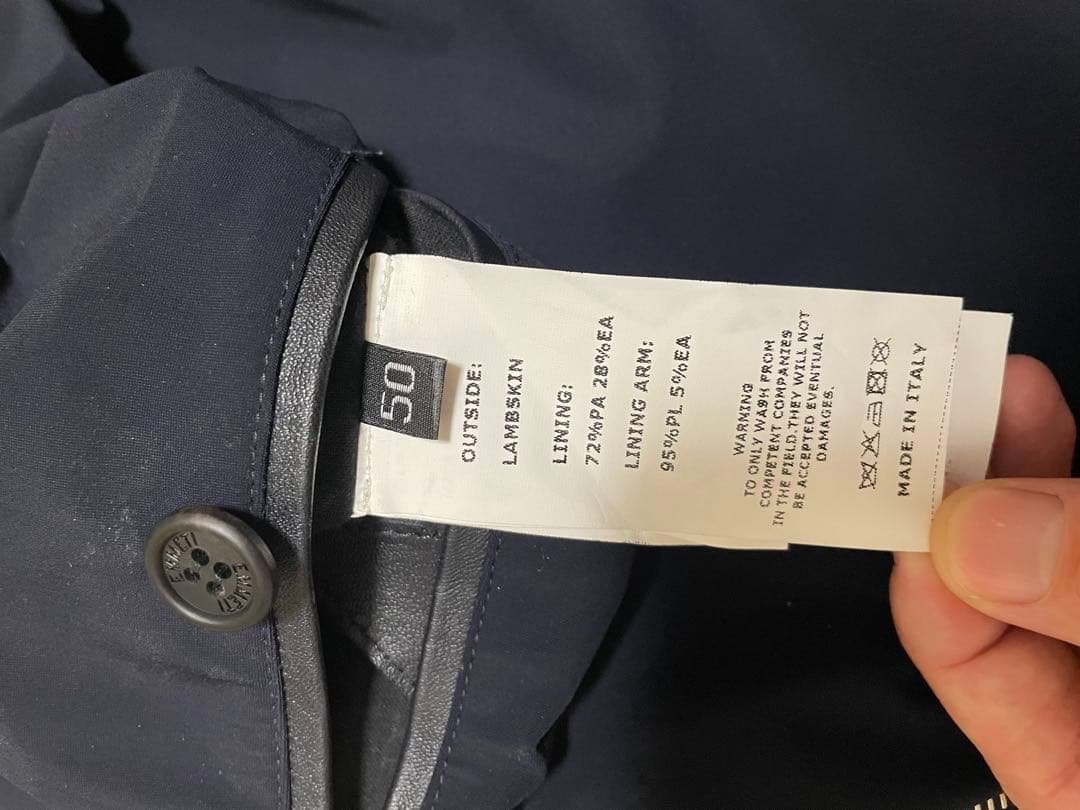 50
OUTSIDE:
LAMBSKIN
LINING:
72%PA 28%EA
LINING ARM:
95%PL 5%EA
WARNING
TO ONLY WASH FROM
COMPETENT COMPANIES
IN THE FIELD.THEY WILL NOT
BE ACCEPTED EVENTUAL
DAMAGES.
MADE IN ITALY
EMMETI
EMMETI